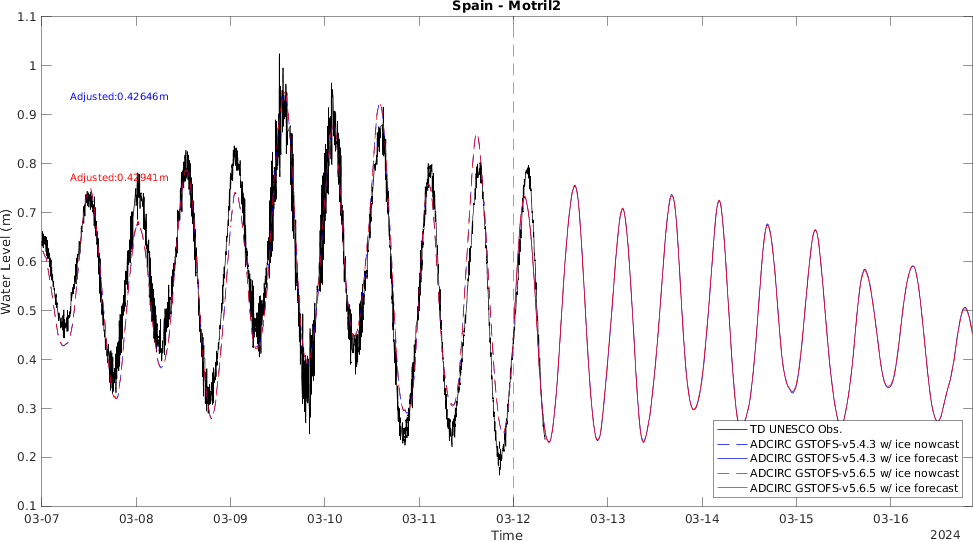 Spain - Motril2
1.1
1
0.9
0.8
0.7
0.6
0.5
0.4
0.3
0.2
0.1
Water Level (m)
Adjusted:0.42646m
Adjusted:0.42941m
TD UNESCO Obs.
ADCIRC GSTOFS-v5.4.3 w/ ice nowcast
ADCIRC GSTOFS-v5.4.3 w/ ice forecast
ADCIRC GSTOFS-v5.6.5 w/ ice nowcast
ADCIRC GSTOFS-v5.6.5 w/ ice forecast
03-07 03-08 03-09 03-10 03-11 03-12 03-13 03-14 03-15 03-16
Time
2024